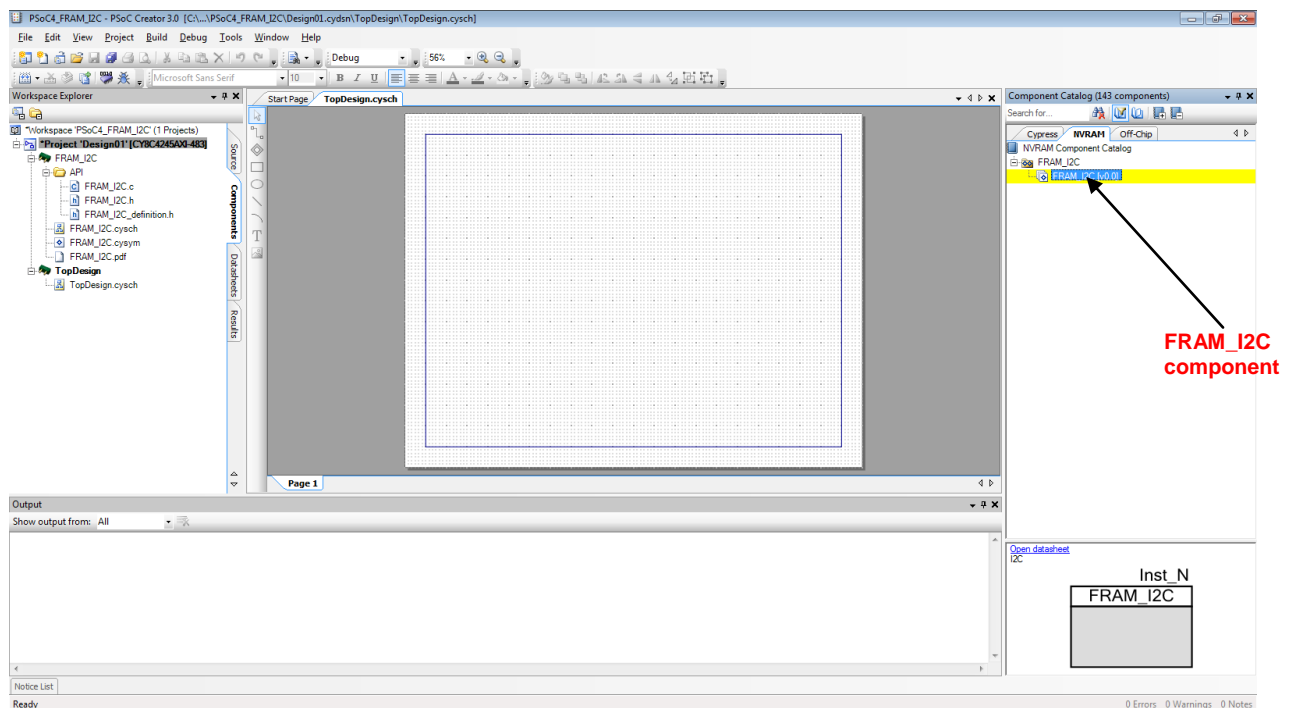 PSoC4_FRAM_I2C - PSoC Creator 3.0 [C:\...\PSoC4_FRAM_I2C\Design01.cydsn\TopDesign\TopDesign.cysch]
File Edit View Project Build Debug Tools Window Help
Debug 56%
Microsoft Sans Serif 10 B I U
Workspace Explorer
Workspace 'PSoC4_FRAM_I2C' (1 Projects)
*Project 'Design01' [CY8C4245AXI-483]
FRAM_I2C
API
FRAM_I2C.c
FRAM_I2C.h
FRAM_I2C_definition.h
FRAM_I2C.cysch
FRAM_I2C.cysym
FRAM_I2C.pdf
TopDesign
TopDesign.cysch
Source
Components
Datasheets
Results
Start Page TopDesign.cysch
T
Page 1
Component Catalog (143 components)
Search for...
Cypress NVRAM Off-Chip
NVRAM Component Catalog
FRAM_I2C
FRAM_I2C [v0.0]
FRAM_I2C
component
Open datasheet
I2C
Inst_N
FRAM_I2C
Output
Show output from: All
Notice List
Ready
0 Errors 0 Warnings 0 Notes